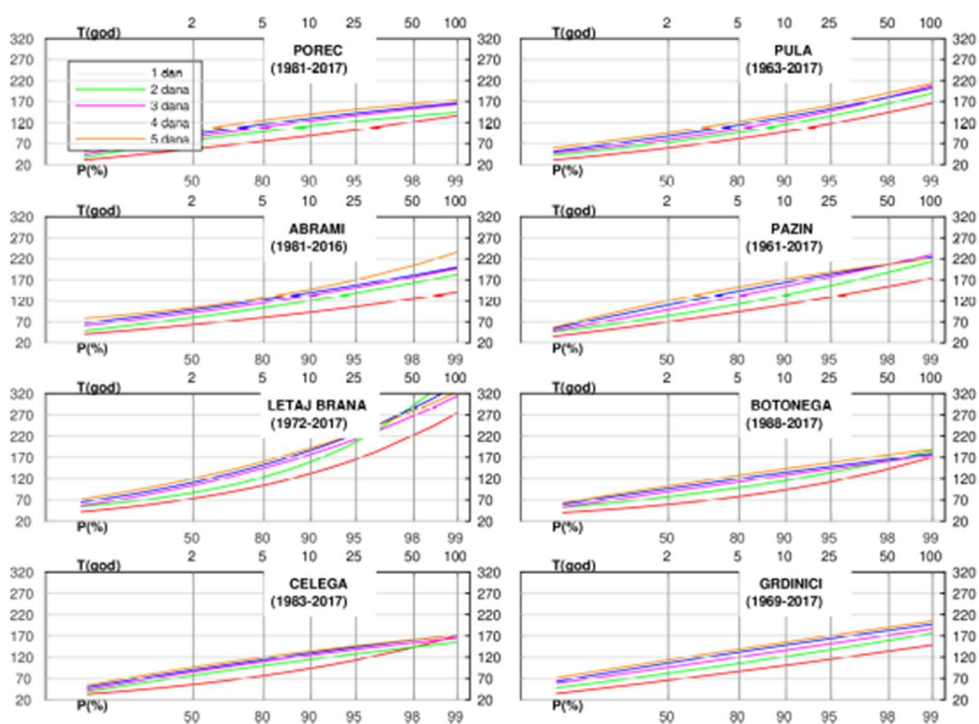 T(god) 2 5 10 25 50 100
320 POREC 320
270 (1981-2017) 270
220 1 dan 220
170 2 dana 170
120 3 dana 120
70 4 dana 70
20 5 dana 20
P(%) 50 80 90 95 98 99
T(god) 2 5 10 25 50 100
320 PULA 320
270 (1963-2017) 270
220 220
170 170
120 120
70 70
20 20
P(%) 50 80 90 95 98 99
T(god) 2 5 10 25 50 100
320 ABRAMI 320
270 (1981-2016) 270
220 220
170 170
120 120
70 70
20 20
P(%) 50 80 90 95 98 99
T(god) 2 5 10 25 50 100
320 PAZIN 320
270 (1961-2017) 270
220 220
170 170
120 120
70 70
20 20
P(%) 50 80 90 95 98 99
T(god) 2 5 10 25 50 100
320 LETAJ BRANA 320
270 (1972-2017) 270
220 220
170 170
120 120
70 70
20 20
P(%) 50 80 90 95 98 99
T(god) 2 5 10 25 50 100
320 BOTONEGA 320
270 (1988-2017) 270
220 220
170 170
120 120
70 70
20 20
P(%) 50 80 90 95 98 99
T(god) 2 5 10 25 50 100
320 CELEGA 320
270 (1983-2017) 270
220 220
170 170
120 120
70 70
20 20
P(%) 50 80 90 95 98 99
T(god) 2 5 10 25 50 100
320 GRDINICI 320
270 (1969-2017) 270
220 220
170 170
120 120
70 70
20 20
P(%) 50 80 90 95 98 99